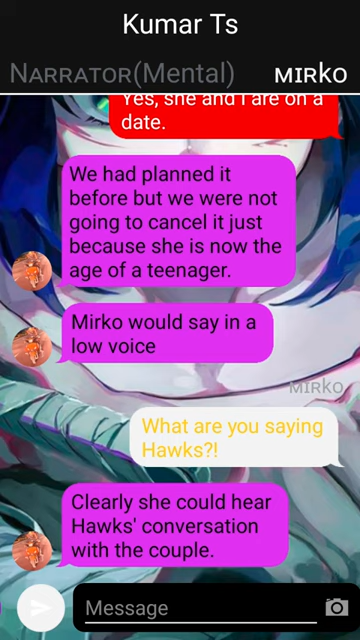 Kumar Ts
Narrator(Mental) Mirko
Yes, she and I are on a
date.
We had planned it
before but we were not
going to cancel it just
because she is now the
age of a teenager.
Mirko would say in a
low voice
Mirko
What are you saying
Hawks?!
Clearly she could hear
Hawks' conversation
with the couple.
Message